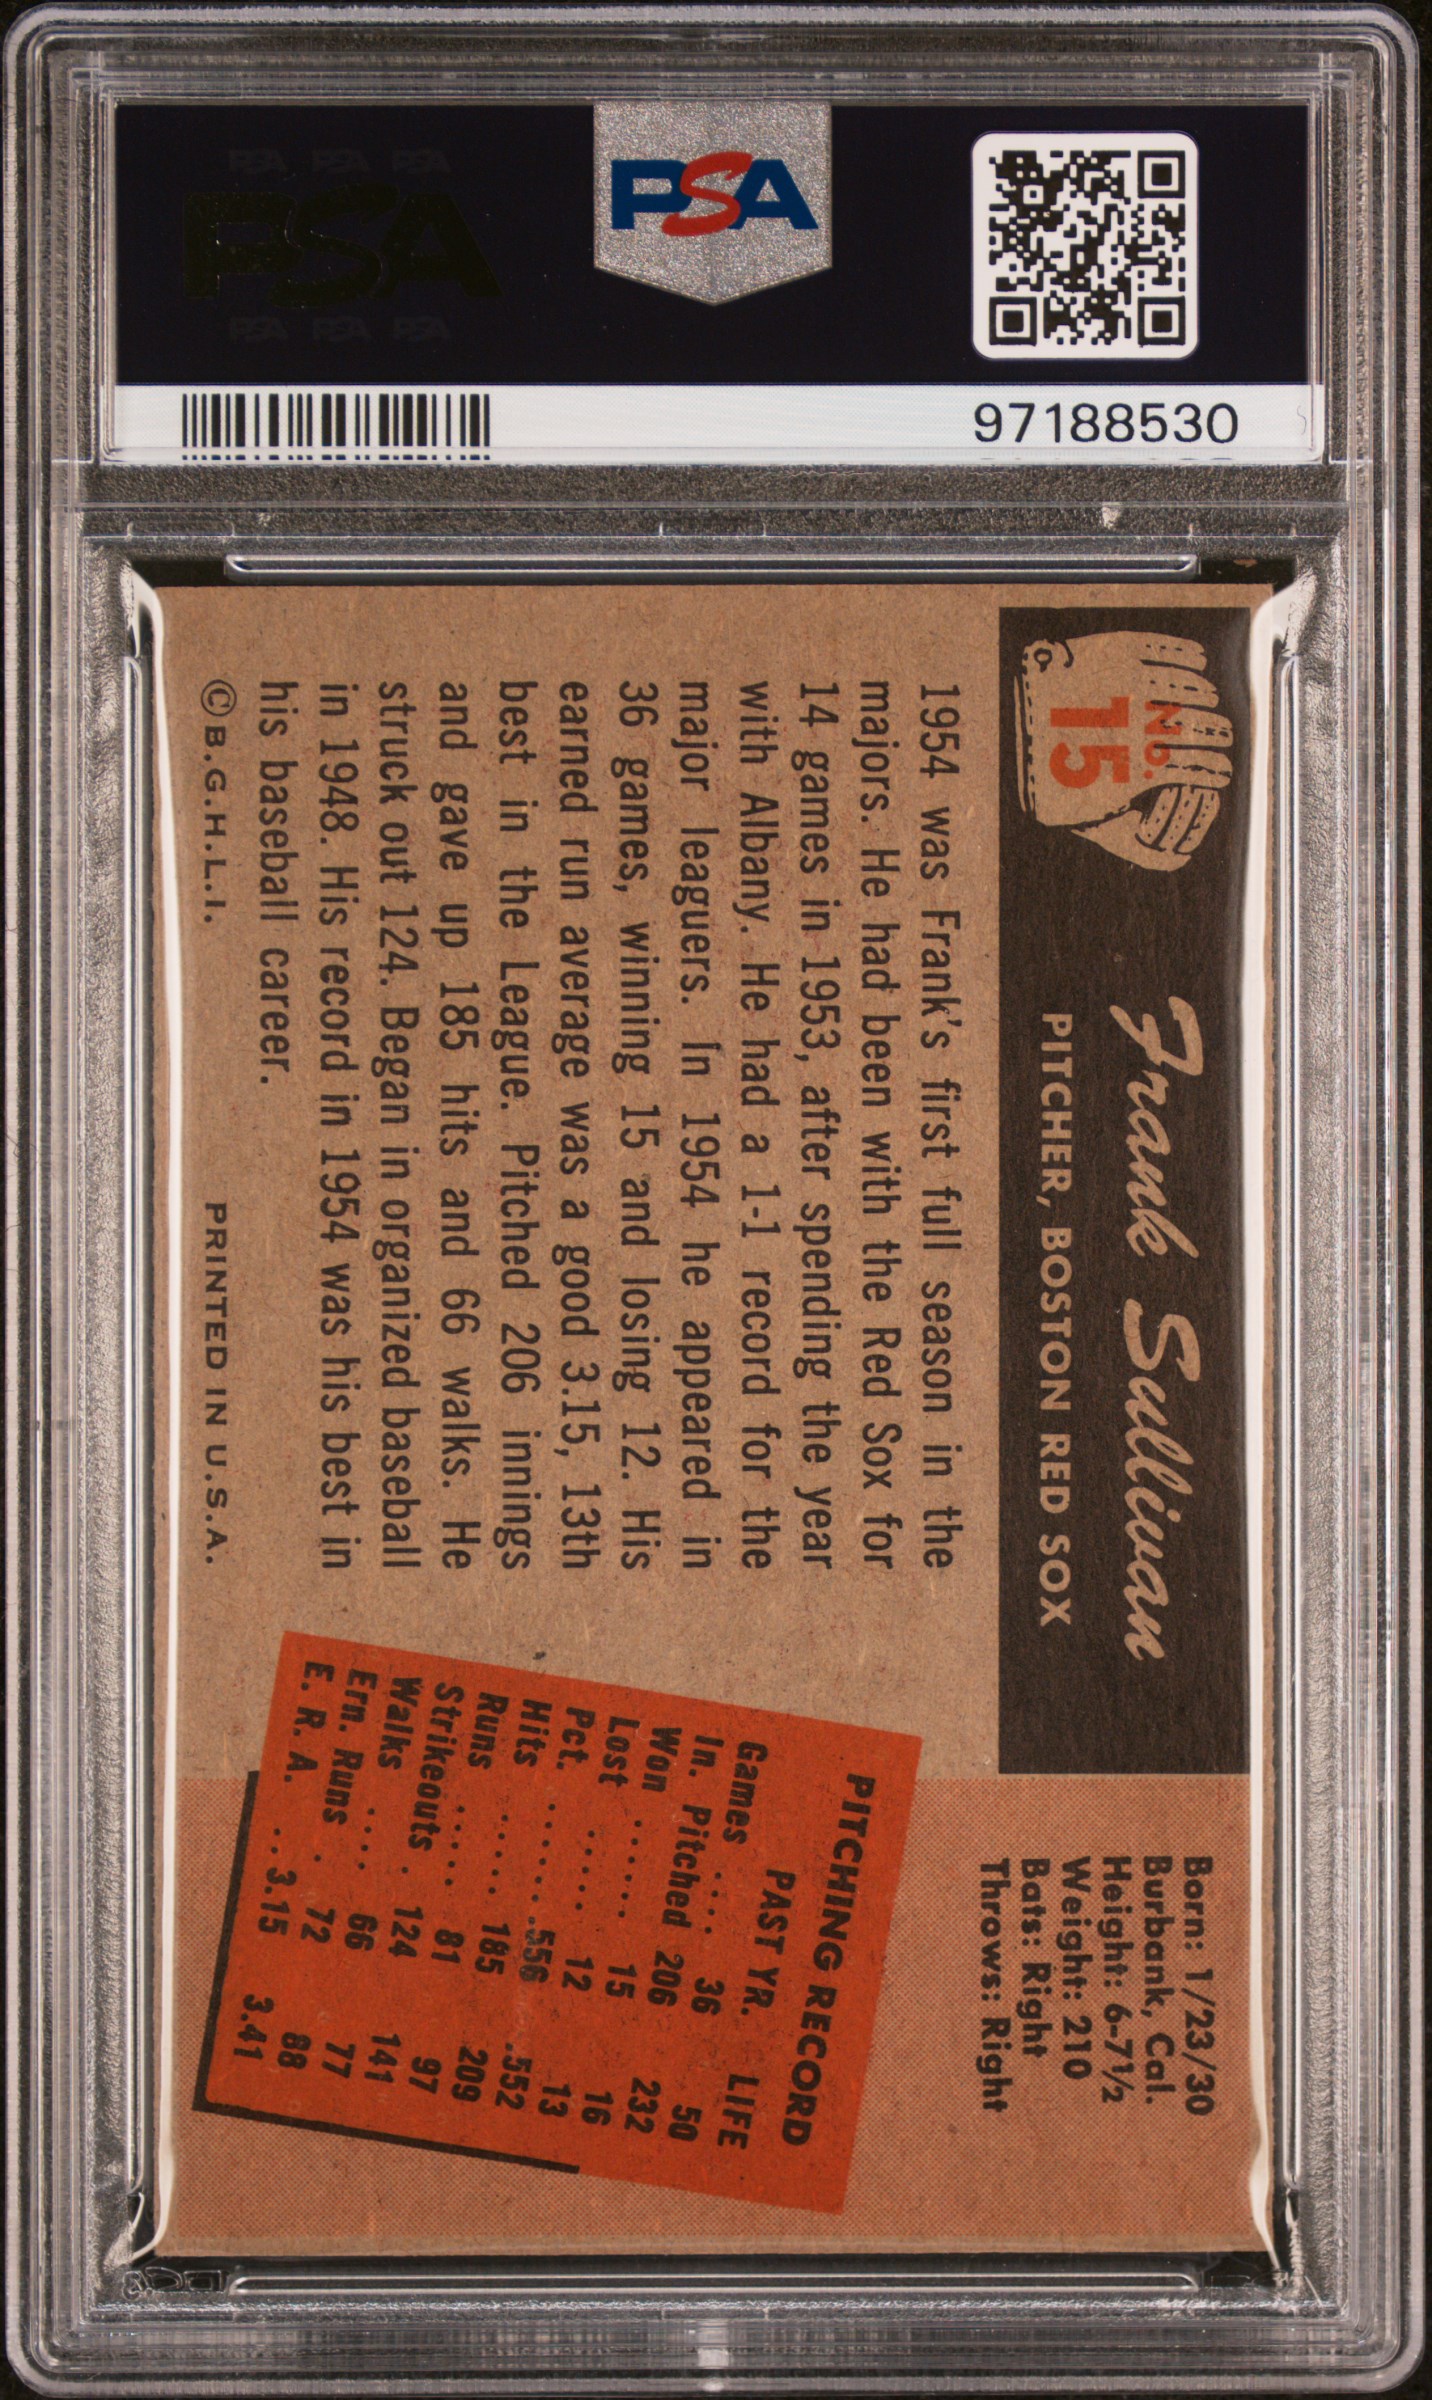 PSA PSA PSA
PSA
PSA PSA PSA
PSA
97188530
No.
15
Frank Sullivan
PITCHER, BOSTON RED SOX
1954 was Frank's first full season in the
majors. He had been with the Red Sox for
14 games in 1953, after spending the year
with Albany. He had a 1-1 record for the
major leaguers. In 1954 he appeared in
36 games, winning 15 and losing 12. His
earned run average was a good 3.15, 13th
best in the League. Pitched 206 innings
and gave up 185 hits and 66 walks. He
struck out 124. Began in organized baseball
in 1948. His record in 1954 was his best in
his baseball career.
© B.G.H.L.I. PRINTED IN U.S.A.
Born: 1/23/30
Burbank, Cal.
Height: 6-7½
Weight: 210
Bats: Right
Throws: Right
PITCHING RECORD
PAST YR. LIFE
Games .... 36 50
In. Pitched 206 232
Won ...... 15 16
Lost ..... 12 13
Pct. ....... .556 .552
Hits ..... 185 209
Runs ..... 81 97
Strikeouts . 124 141
Walks .... 66 77
Ern. Runs . 72 88
E. R. A. .. 3.15 3.41